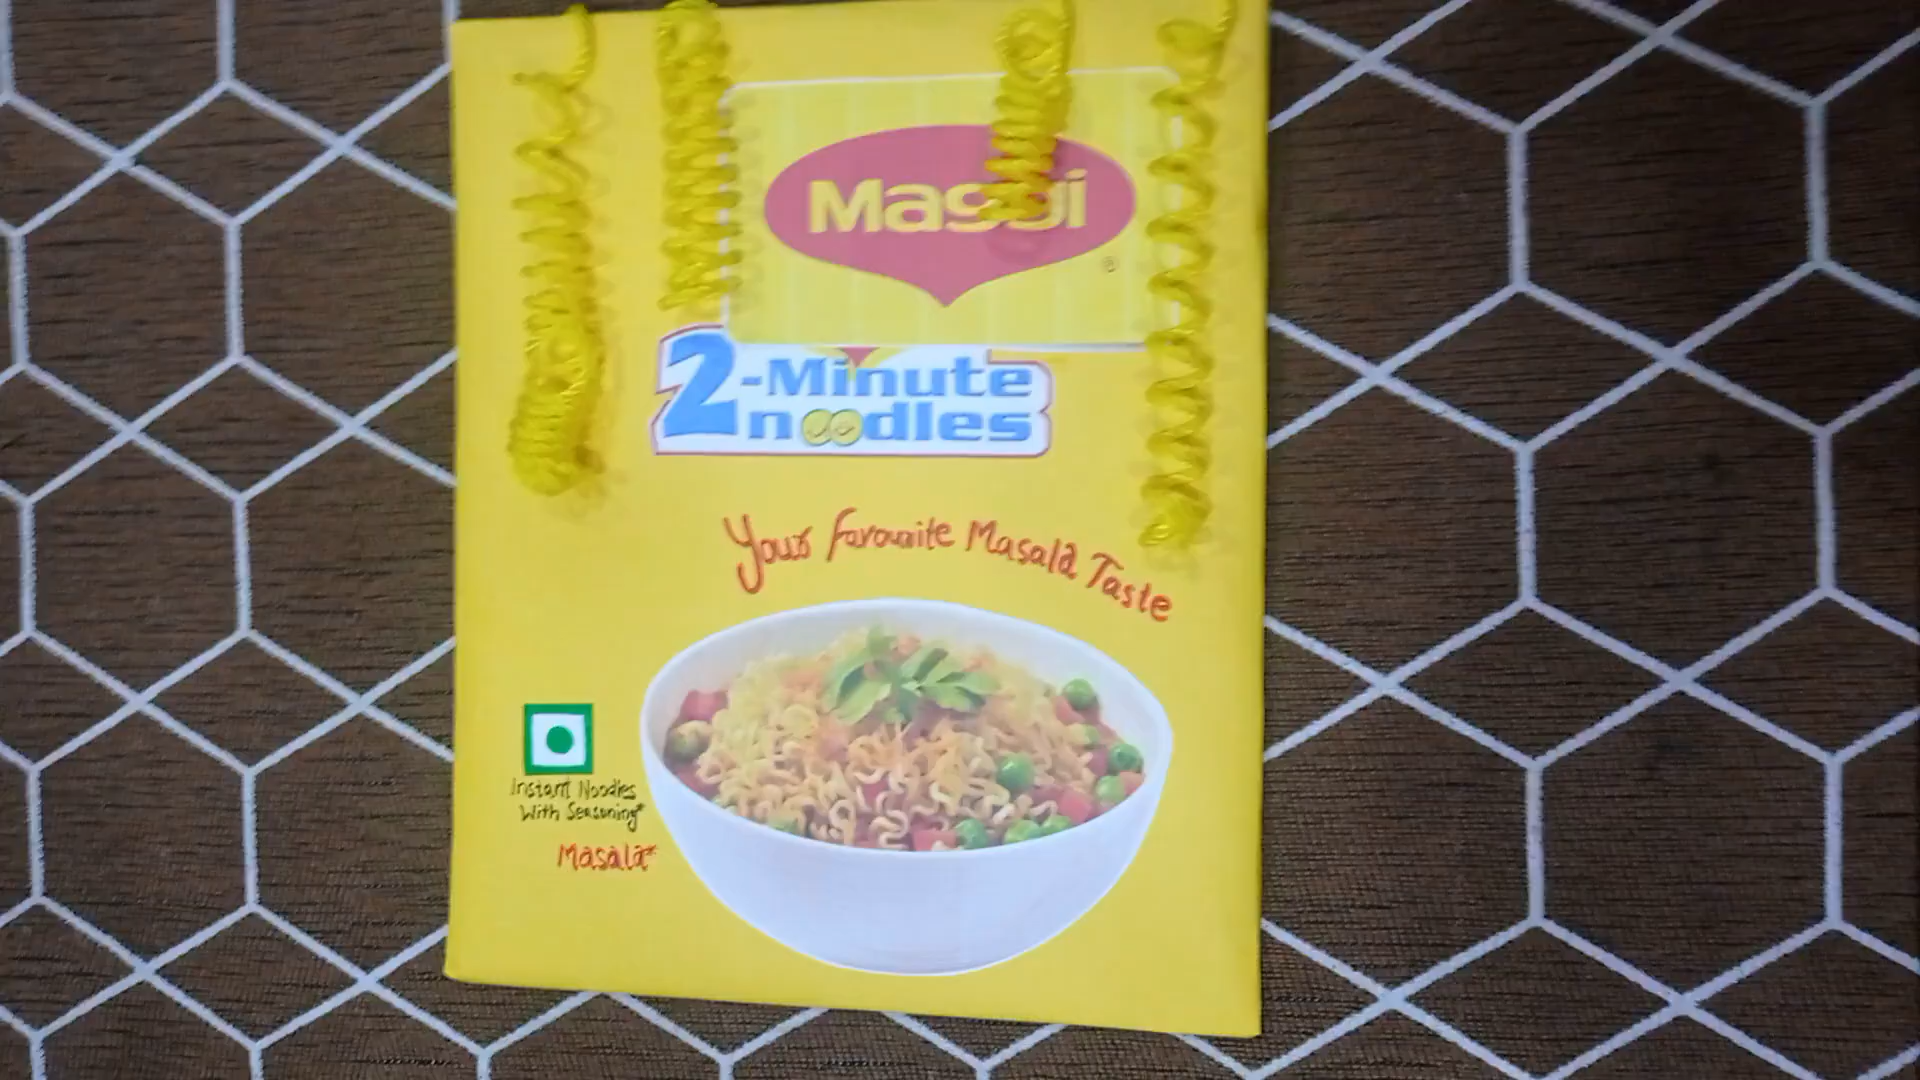 Maggi
®
2-Minute
noodles
Your favourite Masala Taste
Instant Noodles
With Seasoning*
Masala*